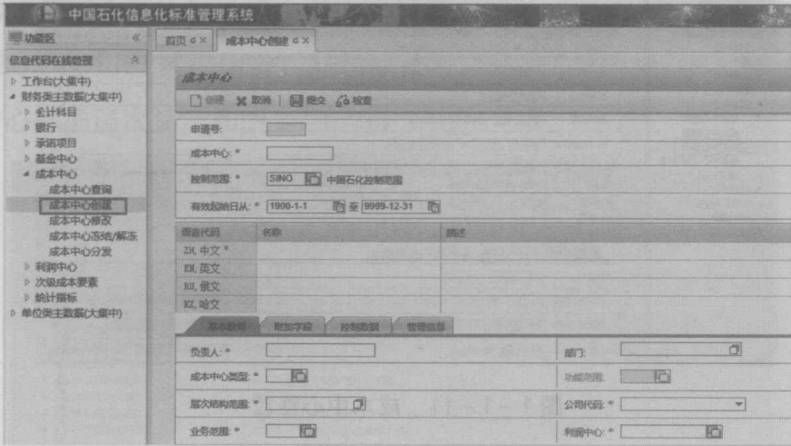 中国石化信息化标准管理系统
功能区
首页
成本中心创建
信息代码在线管理
工作台(大集中)
财务类主数据(大集中)
会计科目
银行
承诺项目
基金中心
成本中心
成本中心查询
成本中心创建
成本中心修改
成本中心冻结/解冻
成本中心分发
利润中心
次级成本要素
统计指标
单位类主数据(大集中)
成本中心
创建 取消 提交 检查
申请号:
成本中心: *
控制范围: * SINO 中国石化控制范围
有效起始日从: * 1900-1-1 至 9999-12-31
语言代码 名称 描述
ZH, 中文 *
EN, 英文
RU, 俄文
KZ, 哈文
基本数据 附加字段 控制数据 管理信息
负责人: * 部门:
成本中心类型: * 功能范围:
层次结构范围: * 公司代码: *
业务范围: * 利润中心: *